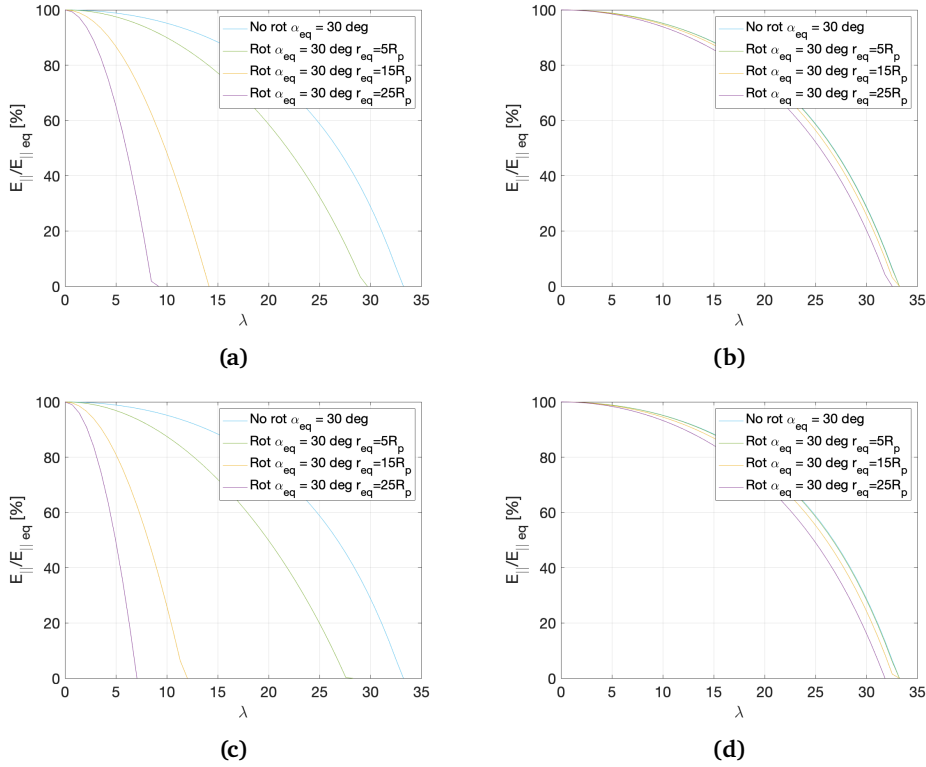 100
80
60
40
20
0
E|| /E|| eq [%]
0 5 10 15 20 25 30 35
λ
No rot αeq = 30 deg
Rot αeq = 30 deg req=5Rp
Rot αeq = 30 deg req=15Rp
Rot αeq = 30 deg req=25Rp
(a)
100
80
60
40
20
0
E|| /E|| eq [%]
0 5 10 15 20 25 30 35
λ
No rot αeq = 30 deg
Rot αeq = 30 deg req=5Rp
Rot αeq = 30 deg req=15Rp
Rot αeq = 30 deg req=25Rp
(b)
100
80
60
40
20
0
E|| /E|| eq [%]
0 5 10 15 20 25 30 35
λ
No rot αeq = 30 deg
Rot αeq = 30 deg req=5Rp
Rot αeq = 30 deg req=15Rp
Rot αeq = 30 deg req=25Rp
(c)
100
80
60
40
20
0
E|| /E|| eq [%]
0 5 10 15 20 25 30 35
λ
No rot αeq = 30 deg
Rot αeq = 30 deg req=5Rp
Rot αeq = 30 deg req=15Rp
Rot αeq = 30 deg req=25Rp
(d)